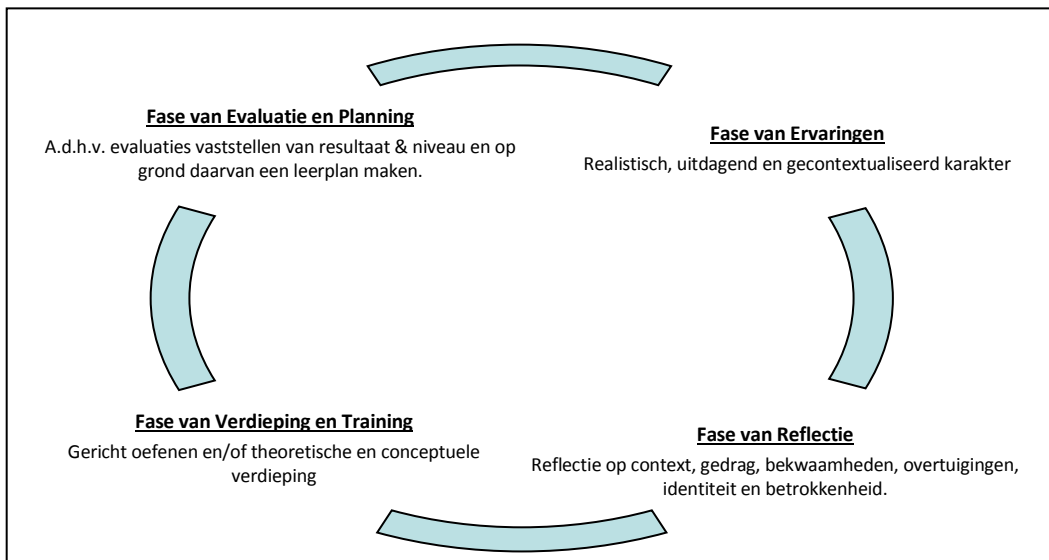 Fase van Evaluatie en Planning
A.d.h.v. evaluaties vaststellen van resultaat & niveau en op
grond daarvan een leerplan maken.
Fase van Ervaringen
Realistisch, uitdagend en gecontextualiseerd karakter
Fase van Verdieping en Training
Gericht oefenen en/of theoretische en conceptuele
verdieping
Fase van Reflectie
Reflectie op context, gedrag, bekwaamheden, overtuigingen,
identiteit en betrokkenheid.